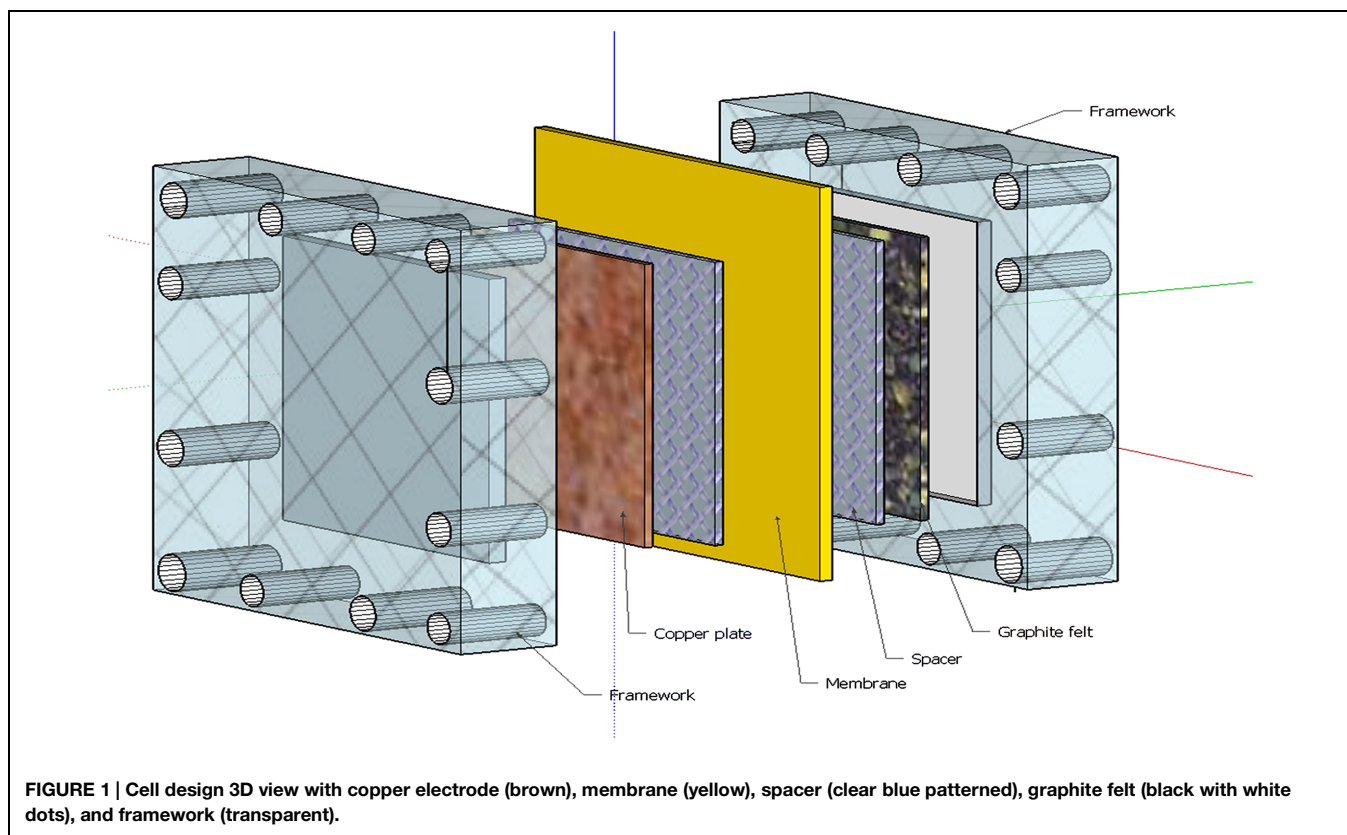 Framework
Copper plate
Graphite felt
Spacer
Membrane
Framework
FIGURE 1 | Cell design 3D view with copper electrode (brown), membrane (yellow), spacer (clear blue patterned), graphite felt (black with white
dots), and framework (transparent).